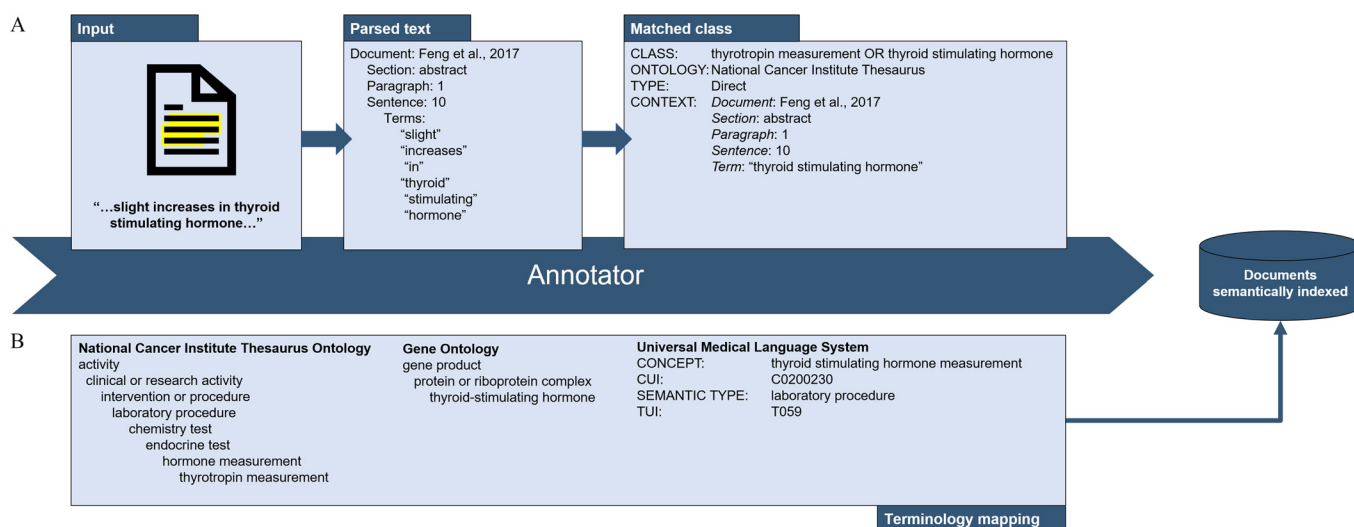 A
Input
“…slight increases in thyroid
stimulating hormone…”
Parsed text
Document: Feng et al., 2017
Section: abstract
Paragraph: 1
Sentence: 10
Terms:
“slight”
“increases”
“in”
“thyroid”
“stimulating”
“hormone”
Matched class
CLASS: thyrotropin measurement OR thyroid stimulating hormone
ONTOLOGY: National Cancer Institute Thesaurus
TYPE: Direct
CONTEXT: Document: Feng et al., 2017
Section: abstract
Paragraph: 1
Sentence: 10
Term: “thyroid stimulating hormone”
Annotator
Documents
semantically indexed
B
National Cancer Institute Thesaurus Ontology
activity
clinical or research activity
intervention or procedure
laboratory procedure
chemistry test
endocrine test
hormone measurement
thyrotropin measurement
Gene Ontology
gene product
protein or riboprotein complex
thyroid-stimulating hormone
Universal Medical Language System
CONCEPT: thyroid stimulating hormone measurement
CUI: C0200230
SEMANTIC TYPE: laboratory procedure
TUI: T059
Terminology mapping